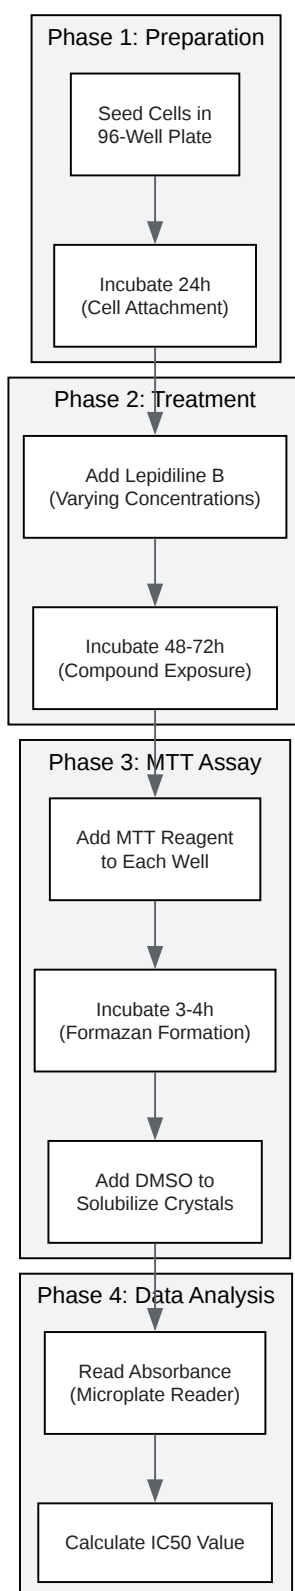 Phase 1: Preparation
Seed Cells in
96-Well Plate
Incubate 24h
(Cell Attachment)
Phase 2: Treatment
Add Lepidiline B
(Varying Concentrations)
Incubate 48-72h
(Compound Exposure)
Phase 3: MTT Assay
Add MTT Reagent
to Each Well
Incubate 3-4h
(Formazan Formation)
Add DMSO to
Solubilize Crystals
Phase 4: Data Analysis
Read Absorbance
(Microplate Reader)
Calculate IC50 Value